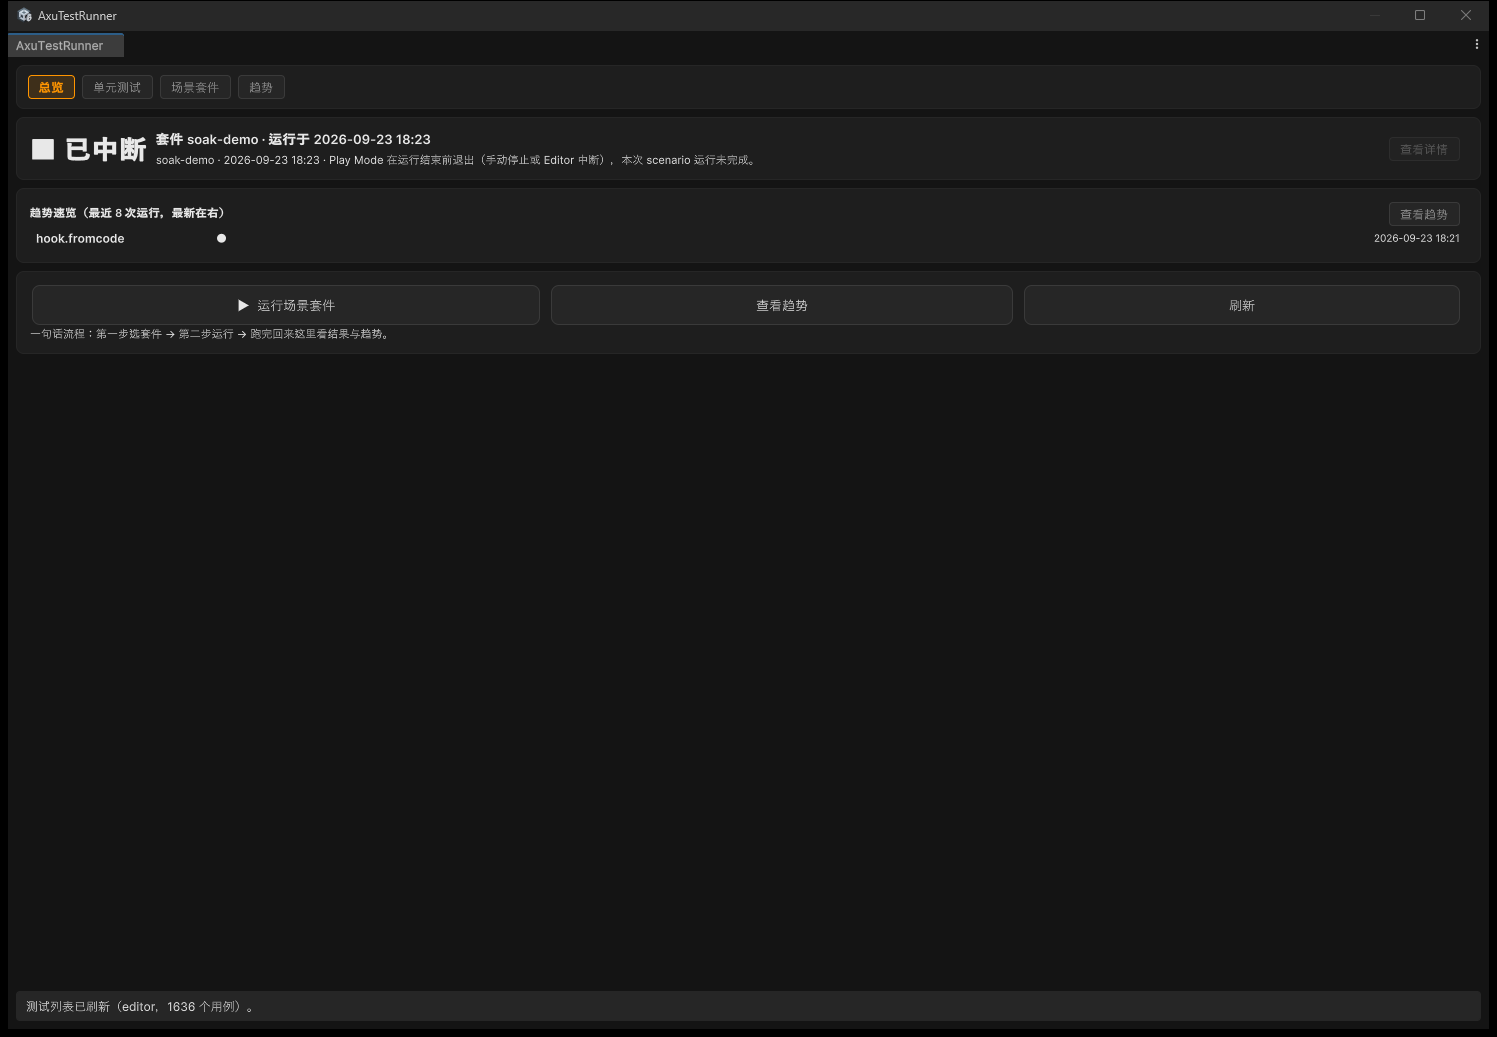 AxuTestRunner
AxuTestRunner
总览 单元测试 场景套件 趋势
已中断
套件 soak-demo · 运行于 2026-09-23 18:23
soak-demo · 2026-09-23 18:23 · Play Mode 在运行结束前退出（手动停止或 Editor 中断），本次 scenario 运行未完成。
查看详情
趋势速览（最近 8 次运行，最新在右）
查看趋势
hook.fromcode
2026-09-23 18:21
▶ 运行场景套件
查看趋势
刷新
一句话流程：第一步选套件 → 第二步运行 → 跑完回来这里看结果与趋势。
测试列表已刷新（editor，1636 个用例）。